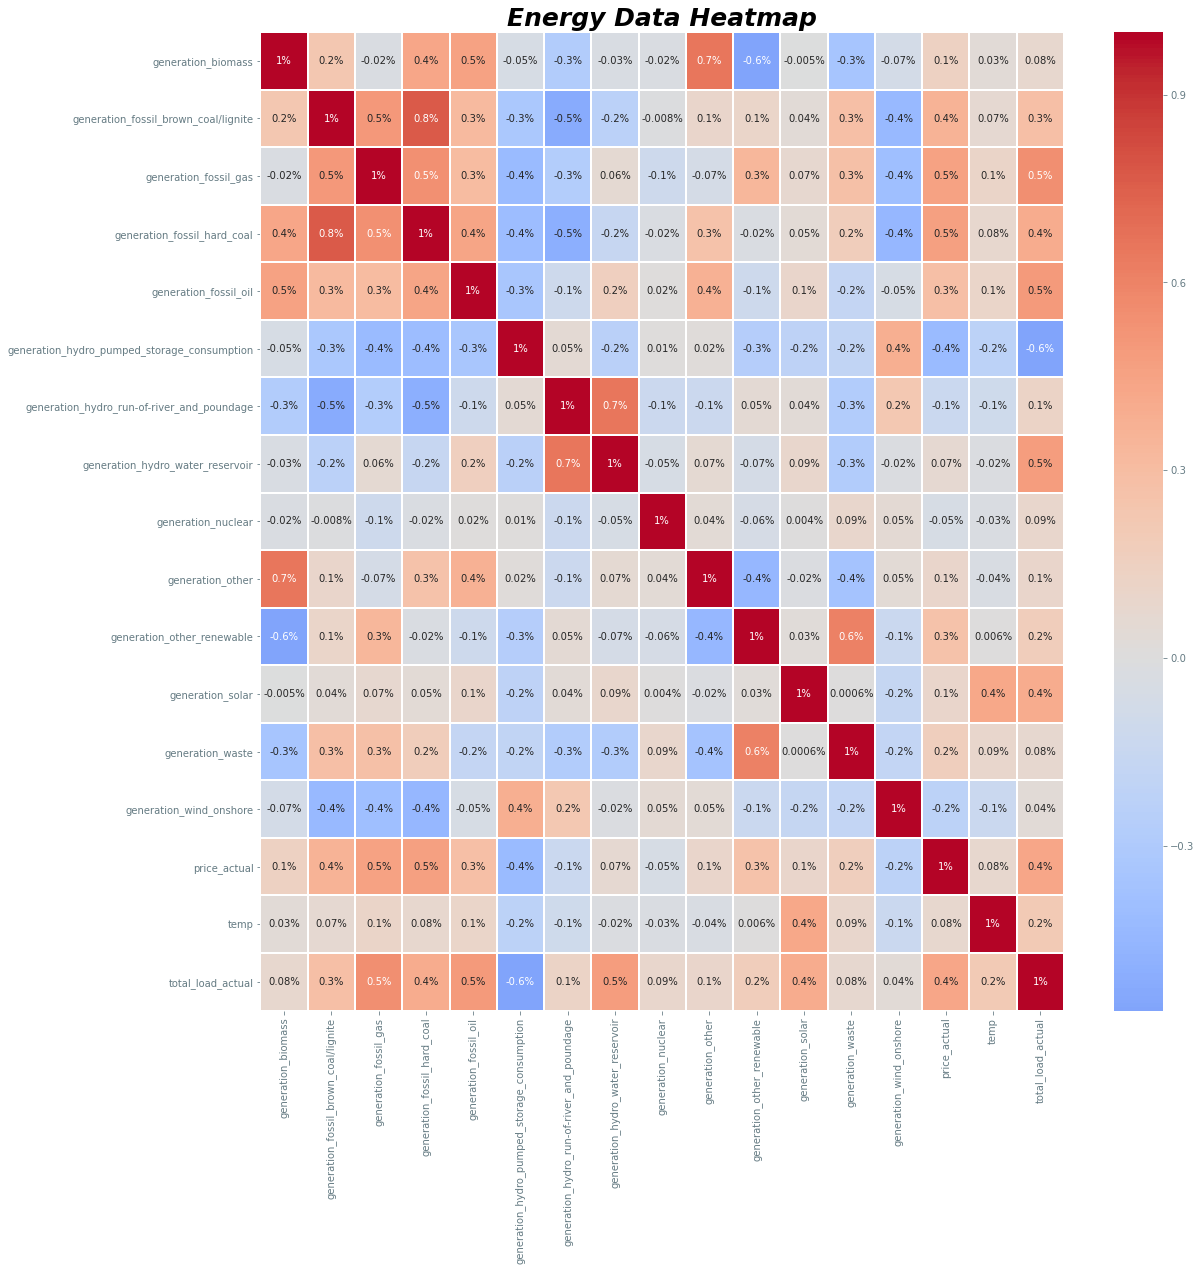 Energy Data Heatmap
generation_biomass 1% 0.2% -0.02% 0.4% 0.5% -0.05% -0.3% -0.03% -0.02% 0.7% -0.6% -0.005% -0.3% -0.07% 0.1% 0.03% 0.08%
0.9
generation_fossil_brown_coal/lignite 0.2% 1% 0.5% 0.8% 0.3% -0.3% -0.5% -0.2% -0.008% 0.1% 0.1% 0.04% 0.3% -0.4% 0.4% 0.07% 0.3%
generation_fossil_gas -0.02% 0.5% 1% 0.5% 0.3% -0.4% -0.3% 0.06% -0.1% -0.07% 0.3% 0.07% 0.3% -0.4% 0.5% 0.1% 0.5%
generation_fossil_hard_coal 0.4% 0.8% 0.5% 1% 0.4% -0.4% -0.5% -0.2% -0.02% 0.3% -0.02% 0.05% 0.2% -0.4% 0.5% 0.08% 0.4%
generation_fossil_oil 0.5% 0.3% 0.3% 0.4% 1% -0.3% -0.1% 0.2% 0.02% 0.4% -0.1% 0.1% -0.2% -0.05% 0.3% 0.1% 0.5%
0.6
generation_hydro_pumped_storage_consumption -0.05% -0.3% -0.4% -0.4% -0.3% 1% 0.05% -0.2% 0.01% 0.02% -0.3% -0.2% -0.2% 0.4% -0.4% -0.2% -0.6%
generation_hydro_run-of-river_and_poundage -0.3% -0.5% -0.3% -0.5% -0.1% 0.05% 1% 0.7% -0.1% -0.1% 0.05% 0.04% -0.3% 0.2% -0.1% -0.1% 0.1%
generation_hydro_water_reservoir -0.03% -0.2% 0.06% -0.2% 0.2% -0.2% 0.7% 1% -0.05% 0.07% -0.07% 0.09% -0.3% -0.02% 0.07% -0.02% 0.5%
0.3
generation_nuclear -0.02% -0.008% -0.1% -0.02% 0.02% 0.01% -0.1% -0.05% 1% 0.04% -0.06% 0.004% 0.09% 0.05% -0.05% -0.03% 0.09%
generation_other 0.7% 0.1% -0.07% 0.3% 0.4% 0.02% -0.1% 0.07% 0.04% 1% -0.4% -0.02% -0.4% 0.05% 0.1% -0.04% 0.1%
generation_other_renewable -0.6% 0.1% 0.3% -0.02% -0.1% -0.3% 0.05% -0.07% -0.06% -0.4% 1% 0.03% 0.6% -0.1% 0.3% 0.006% 0.2%
0.0
generation_solar -0.005% 0.04% 0.07% 0.05% 0.1% -0.2% 0.04% 0.09% 0.004% -0.02% 0.03% 1% 0.0006% -0.2% 0.1% 0.4% 0.4%
generation_waste -0.3% 0.3% 0.3% 0.2% -0.2% -0.2% -0.3% -0.3% 0.09% -0.4% 0.6% 0.0006% 1% -0.2% 0.2% 0.09% 0.08%
generation_wind_onshore -0.07% -0.4% -0.4% -0.4% -0.05% 0.4% 0.2% -0.02% 0.05% 0.05% -0.1% -0.2% -0.2% 1% -0.2% -0.1% 0.04%
−0.3
price_actual 0.1% 0.4% 0.5% 0.5% 0.3% -0.4% -0.1% 0.07% -0.05% 0.1% 0.3% 0.1% 0.2% -0.2% 1% 0.08% 0.4%
temp 0.03% 0.07% 0.1% 0.08% 0.1% -0.2% -0.1% -0.02% -0.03% -0.04% 0.006% 0.4% 0.09% -0.1% 0.08% 1% 0.2%
total_load_actual 0.08% 0.3% 0.5% 0.4% 0.5% -0.6% 0.1% 0.5% 0.09% 0.1% 0.2% 0.4% 0.08% 0.04% 0.4% 0.2% 1%
generation_biomass
generation_fossil_brown_coal/lignite
generation_fossil_gas
generation_fossil_hard_coal
generation_fossil_oil
generation_hydro_pumped_storage_consumption
generation_hydro_run-of-river_and_poundage
generation_hydro_water_reservoir
generation_nuclear
generation_other
generation_other_renewable
generation_solar
generation_waste
generation_wind_onshore
price_actual
temp
total_load_actual